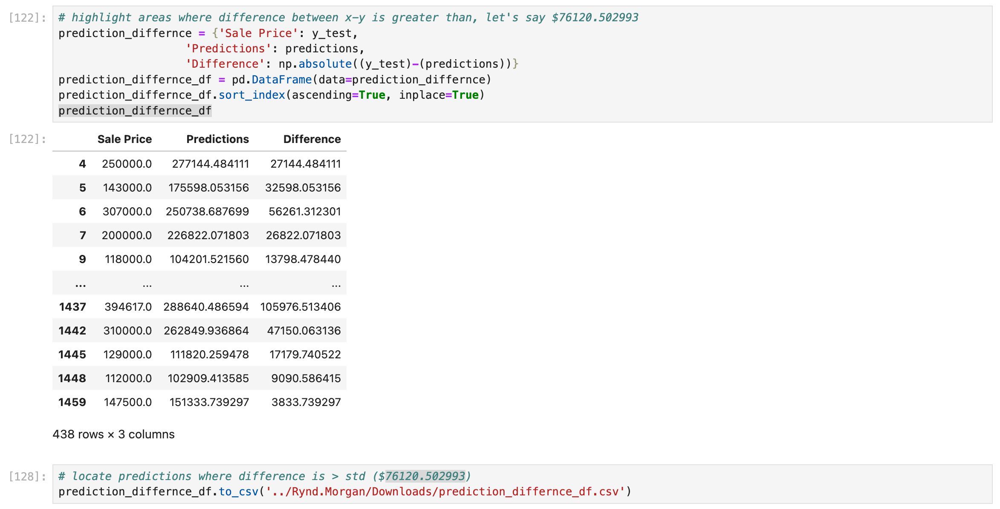 [122]: # highlight areas where difference between x-y is greater than, let's say $76120.502993
prediction_differnce = {'Sale Price': y_test,
'Predictions': predictions,
'Difference': np.absolute((y_test)-(predictions))}
prediction_differnce_df = pd.DataFrame(data=prediction_differnce)
prediction_differnce_df.sort_index(ascending=True, inplace=True)
prediction_differnce_df
[122]: Sale Price Predictions Difference
4 250000.0 277144.484111 27144.484111
5 143000.0 175598.053156 32598.053156
6 307000.0 250738.687699 56261.312301
7 200000.0 226822.071803 26822.071803
9 118000.0 104201.521560 13798.478440
... ... ... ...
1437 394617.0 288640.486594 105976.513406
1442 310000.0 262849.936864 47150.063136
1445 129000.0 111820.259478 17179.740522
1448 112000.0 102909.413585 9090.586415
1459 147500.0 151333.739297 3833.739297
438 rows × 3 columns
[128]: # locate predictions where difference is > std ($76120.502993)
prediction_differnce_df.to_csv('../Rynd.Morgan/Downloads/prediction_differnce_df.csv')